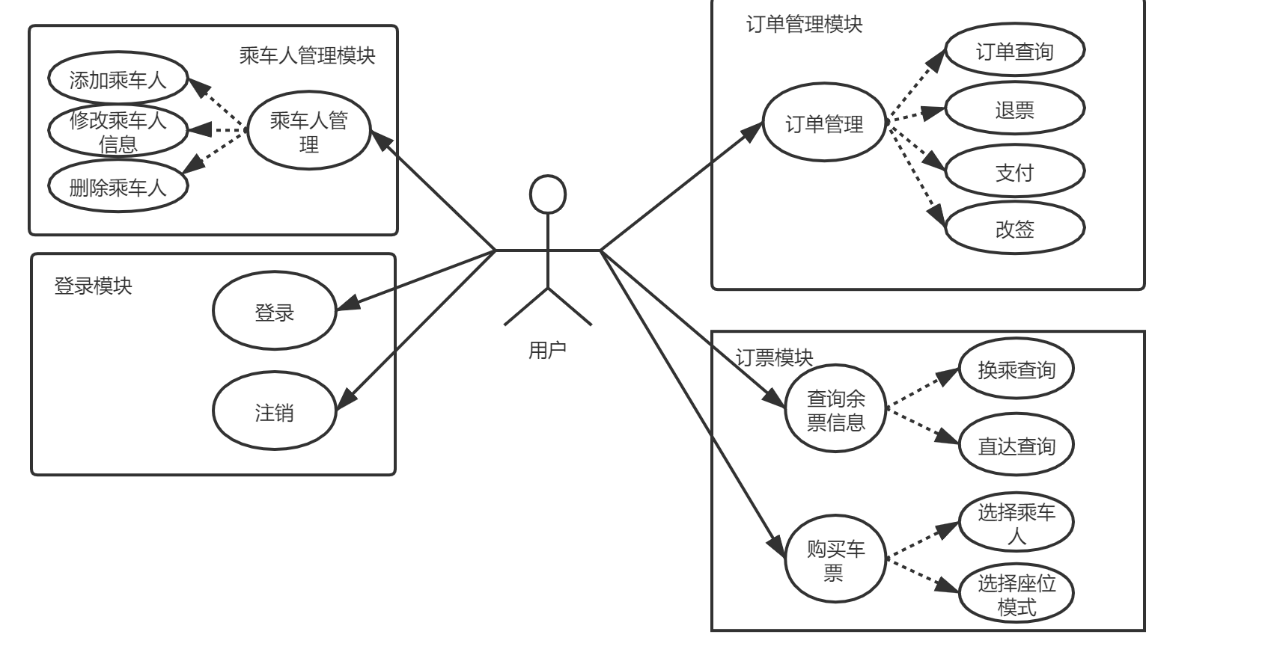 乘车人管理模块
添加乘车人
修改乘车人
信息
删除乘车人
乘车人管
理
登录模块
登录
注销
用户
订单管理模块
订单管理
订单查询
退票
支付
改签
订票模块
查询余
票信息
换乘查询
直达查询
购买车
票
选择乘车
人
选择座位
模式